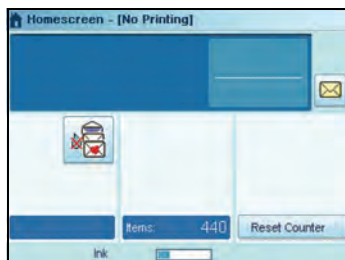 Homescreen - [No Printing]
Items: 440
Reset Counter
Ink